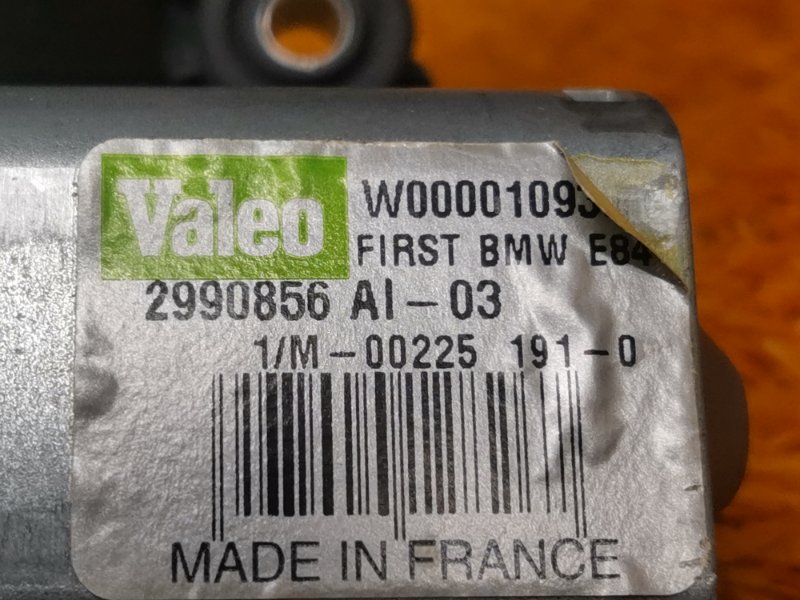 Valeo
W00001093
FIRST BMW E84
2990856 AI-03
1/M-00225 191-0
MADE IN FRANCE